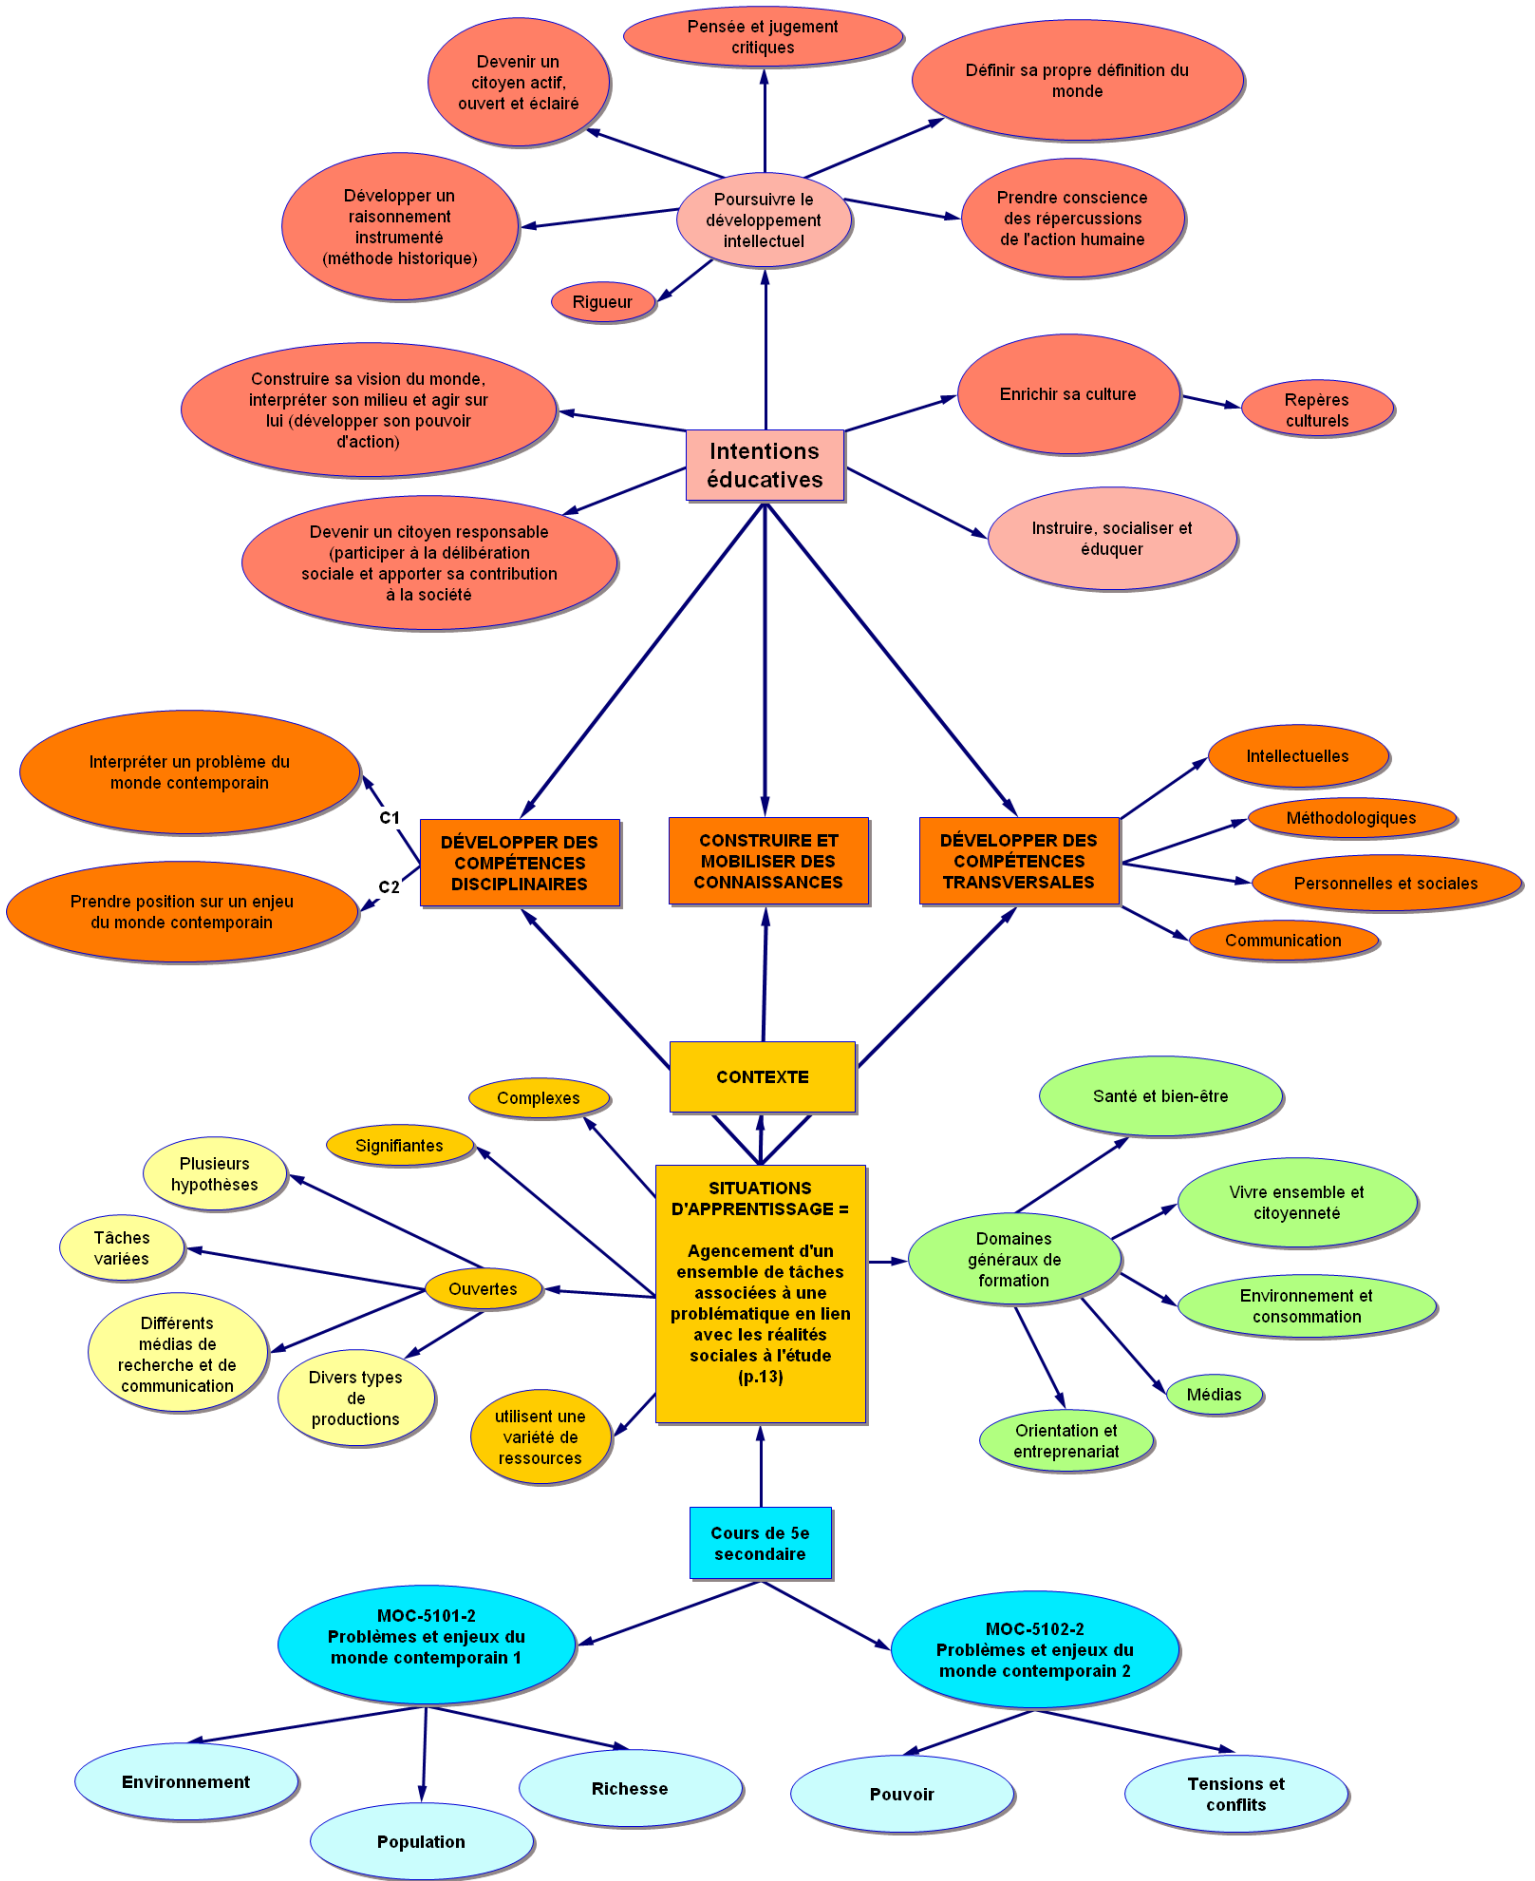 Pensée et jugement
critiques
Devenir un
citoyen actif,
ouvert et éclairé
Définir sa propre définition du
monde
Développer un
raisonnement
instrumenté
(méthode historique)
Poursuivre le
développement
intellectuel
Prendre conscience
des répercussions
de l'action humaine
Rigueur
Construire sa vision du monde,
interpréter son milieu et agir sur
lui (développer son pouvoir
d'action)
Enrichir sa culture
Repères
culturels
Intentions
éducatives
Devenir un citoyen responsable
(participer à la délibération
sociale et apporter sa contribution
à la société
Instruire, socialiser et
éduquer
Interpréter un problème du
monde contemporain
C1
C2
Prendre position sur un enjeu
du monde contemporain
DÉVELOPPER DES
COMPÉTENCES
DISCIPLINAIRES
CONSTRUIRE ET
MOBILISER DES
CONNAISSANCES
DÉVELOPPER DES
COMPÉTENCES
TRANSVERSALES
Intellectuelles
Méthodologiques
Personnelles et sociales
Communication
CONTEXTE
Complexes
Signifiantes
Plusieurs
hypothèses
Tâches
variées
Ouvertes
Différents
médias de
recherche et de
communication
Divers types
de
productions
utilisent une
variété de
ressources
SITUATIONS
D'APPRENTISSAGE =
Agencement d'un
ensemble de tâches
associées à une
problématique en lien
avec les réalités
sociales à l'étude
(p.13)
Santé et bien-être
Vivre ensemble et
citoyenneté
Domaines
généraux de
formation
Environnement et
consommation
Médias
Orientation et
entreprenariat
Cours de 5e
secondaire
MOC-5101-2
Problèmes et enjeux du
monde contemporain 1
MOC-5102-2
Problèmes et enjeux du
monde contemporain 2
Environnement
Population
Richesse
Pouvoir
Tensions et
conflits